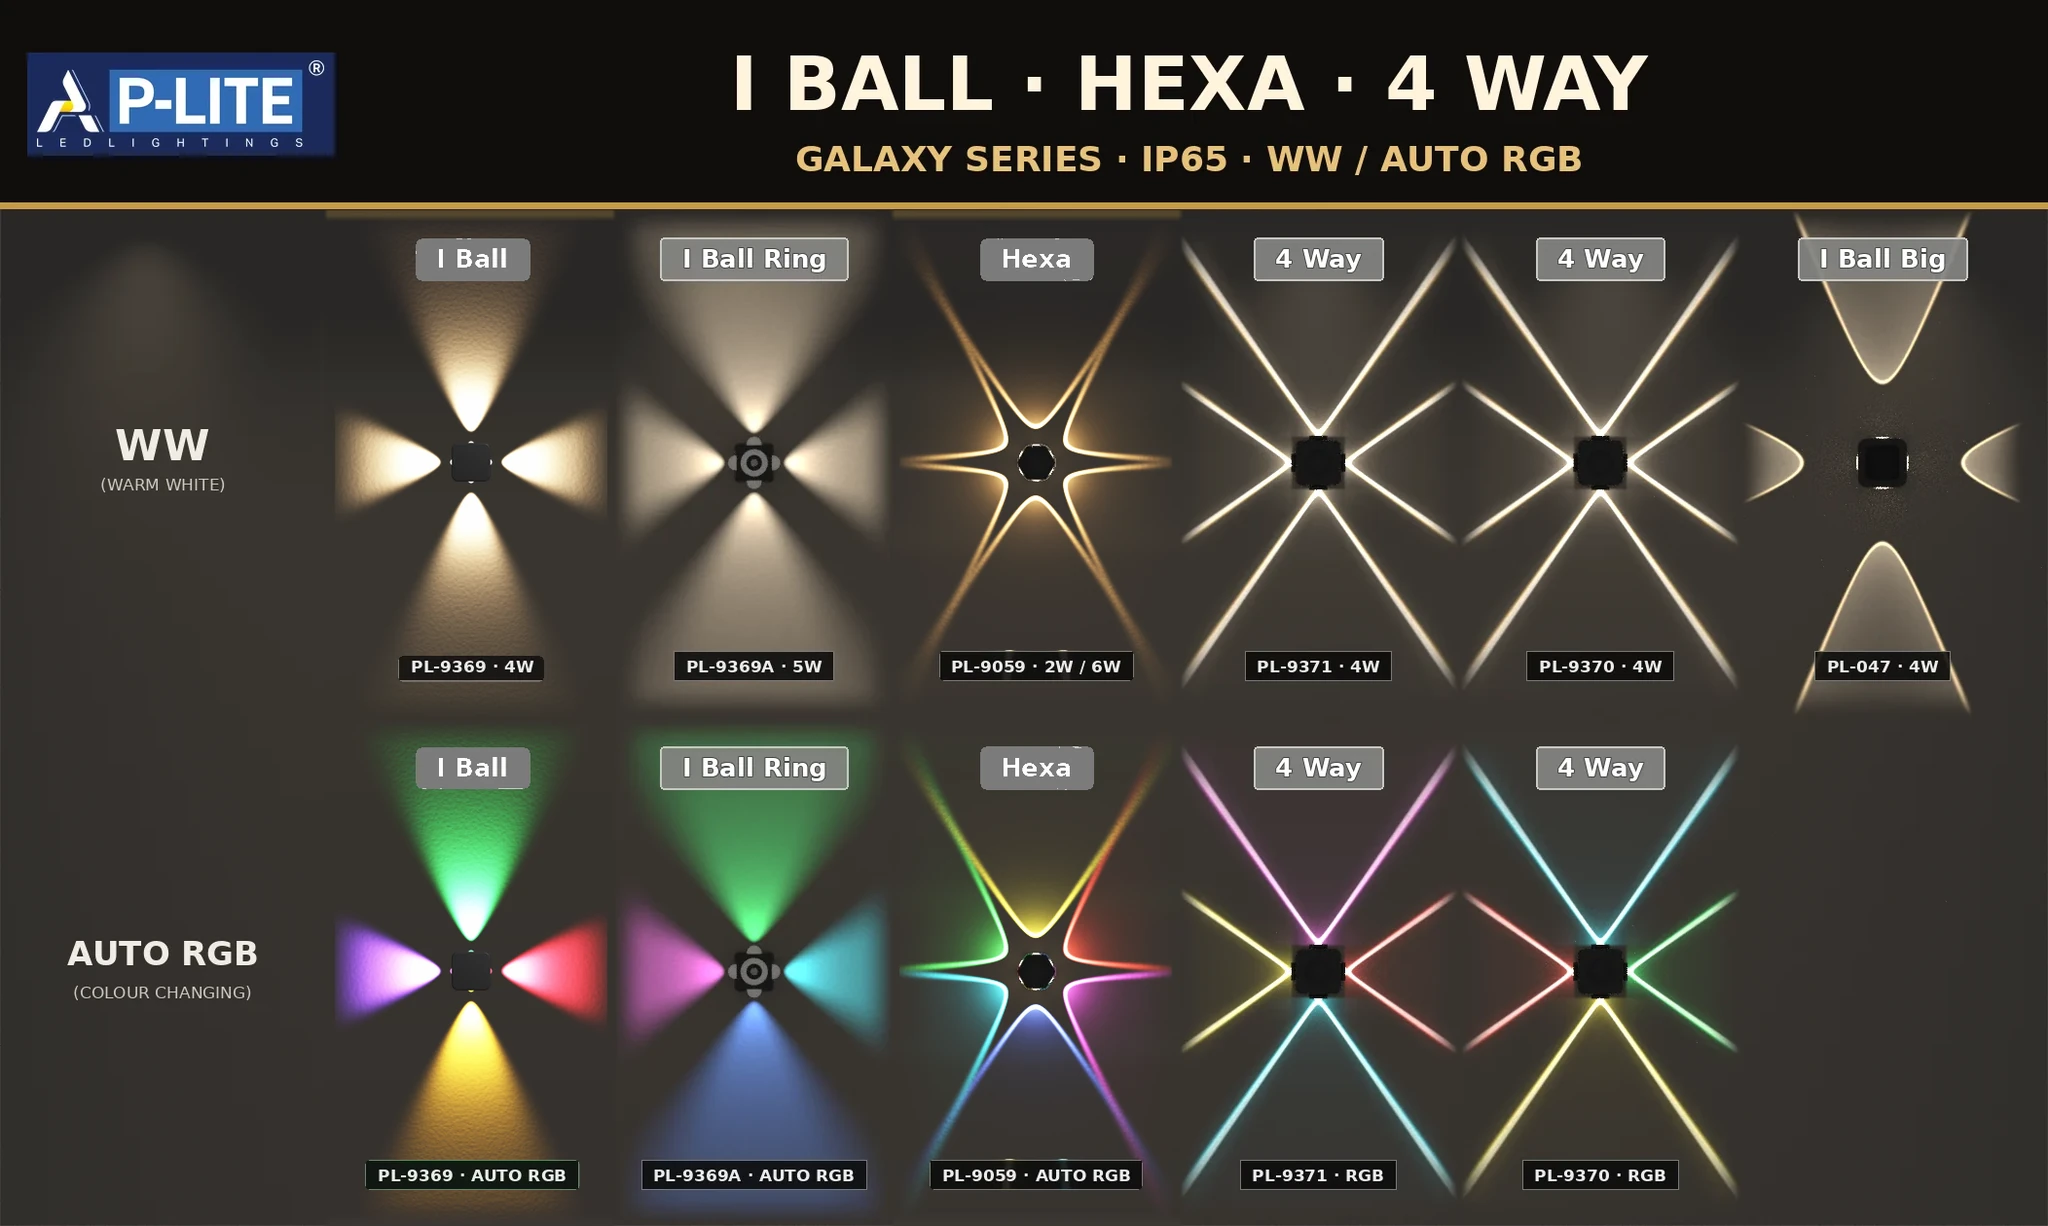 P-LITE ®
LEDLIGHTINGS
I BALL · HEXA · 4 WAY
GALAXY SERIES · IP65 · WW / AUTO RGB
I Ball
I Ball Ring
Hexa
4 Way
4 Way
I Ball Big
WW
(WARM WHITE)
PL-9369 · 4W
PL-9369A · 5W
PL-9059 · 2W / 6W
PL-9371 · 4W
PL-9370 · 4W
PL-047 · 4W
I Ball
I Ball Ring
Hexa
4 Way
4 Way
AUTO RGB
(COLOUR CHANGING)
PL-9369 · AUTO RGB
PL-9369A · AUTO RGB
PL-9059 · AUTO RGB
PL-9371 · RGB
PL-9370 · RGB